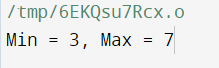 /tmp/6EKQsu7Rcx.o
Min = 3, Max = 7